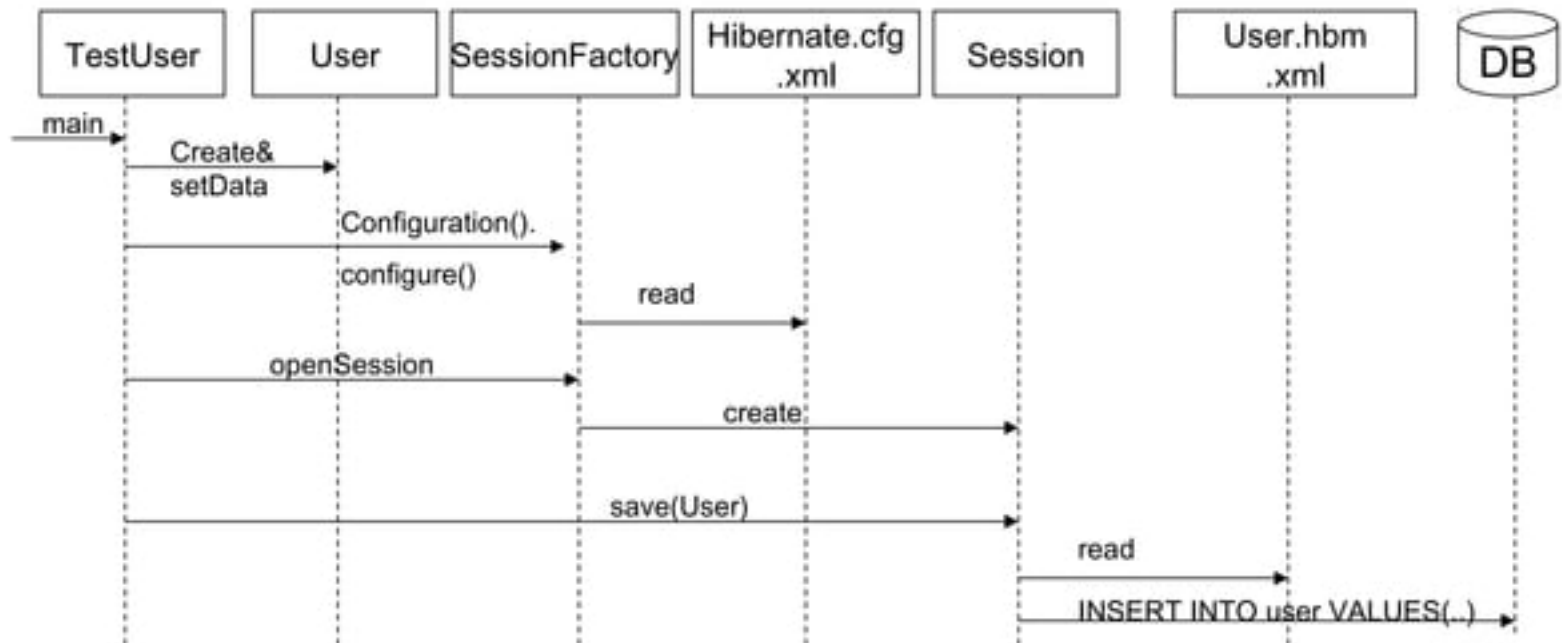 TestUser
User
SessionFactory
Hibernate.cfg
.xml
Session
User.hbm
.xml
DB
main
Create&
setData
Configuration().
configure()
read
openSession
create
save(User)
read
INSERT INTO user VALUES(..)